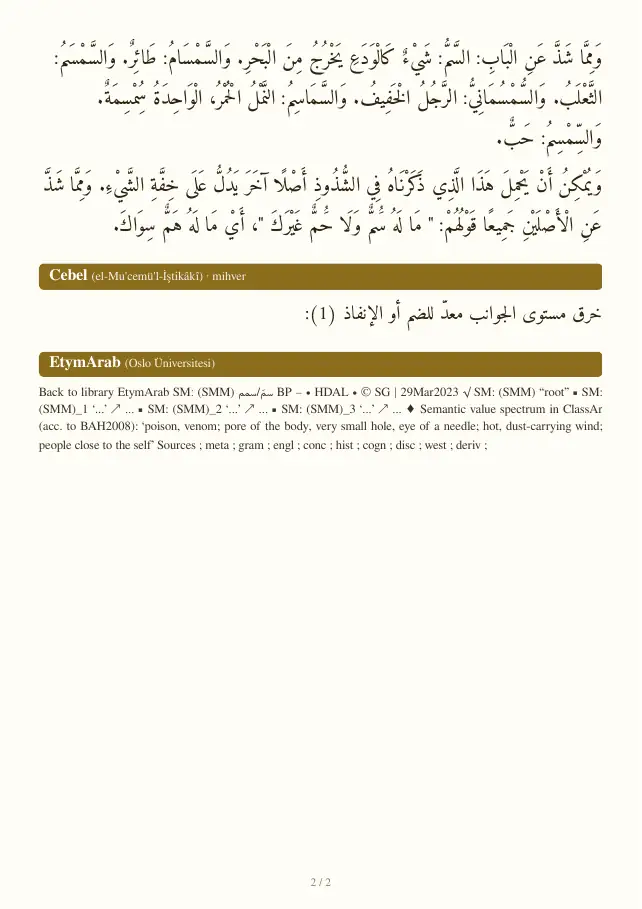 وَمِمَّا شَذَّ عَنِ الْبَابِ: السَّمُّ: شَيْءٌ كَالْوَدَعِ يَخْرُجُ مِنَ الْبَحْرِ. وَالسَّمْسَامُ: طَائِرٌ. وَالسَّمْسَمُ:
الثَّعْلَبُ. وَالسُّمْسُمَانِيُّ: الرَّجُلُ الْخَفِيفُ. وَالسَّمَاسِمُ: النَّمْلُ الْحُمْرُ، الْوَاحِدَةُ سُِمْسِمَةٌ.
وَالسِّمْسِمُ: حَبٌّ.
وَيُمْكِنُ أَنْ يَحْمِلَ هَذَا الَّذِي ذَكَرْنَاهُ فِي الشُّذُوذِ أَصْلًا آخَرَ يَدُلُّ عَلَى خِفَّةِ الشَّيْءِ. وَمِمَّا شَذَّ
عَنِ الْأَصْلَيْنِ جَمِيعًا قَوْلُهُمْ: " مَا لَهُ سَُمٌّ وَلَا حَُمٌّ غَيْرَكَ "، أَيْ مَا لَهُ هَمٌّ سِوَاكَ.
Cebel (el-Mu'cemü'l-İştikâkî) · mihver
خرق مستوى الجوانب معدّ للضم أو الإنفاذ (1):
EtymArab (Oslo Üniversitesi)
Back to library EtymArab SM: (SMM) سمّ/سمم BP – • HDAL • © SG | 29Mar2023 √ SM: (SMM) “root” ▪ SM:
(SMM)_1 ‘...’ ↗ ... ▪ SM: (SMM)_2 ‘...’ ↗ ... ▪ SM: (SMM)_3 ‘...’ ↗ ... ♦ Semantic value spectrum in ClassAr
(acc. to BAH2008): ‘poison, venom; pore of the body, very small hole, eye of a needle; hot, dust-carrying wind;
people close to the self’ Sources ; meta ; gram ; engl ; conc ; hist ; cogn ; disc ; west ; deriv ;
2 / 2